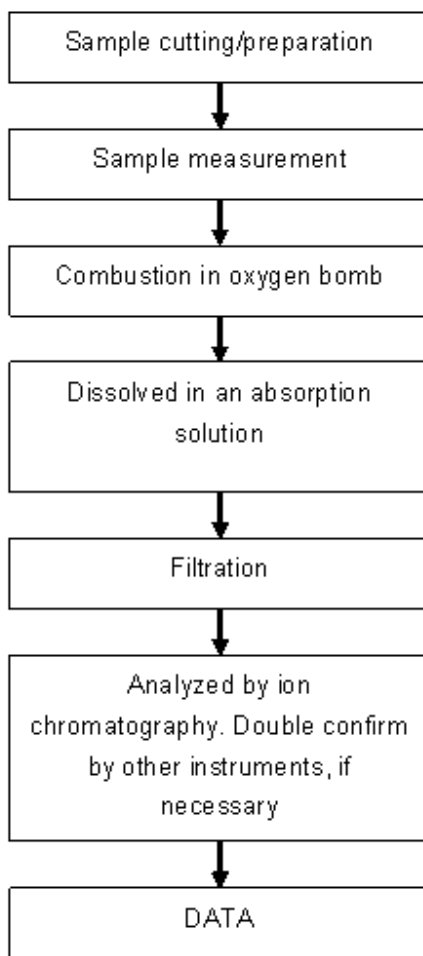 Sample cutting/preparation
Sample measurement
Combustion in oxygen bomb
Dissolved in an absorption
solution
Filtration
Analyzed by ion
chromatography. Double confirm
by other instruments, if
necessary
DATA